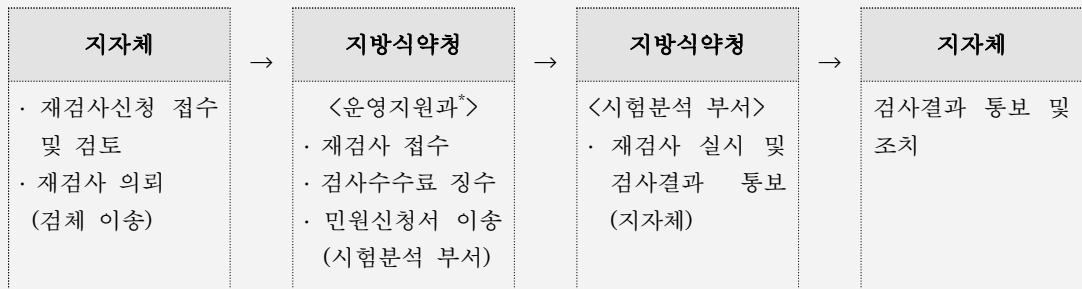 지자체
· 재검사신청 접수
및 검토
· 재검사 의뢰
(검체 이송)
→
지방식약청
<운영지원과*>
· 재검사 접수
· 검사수수료 징수
· 민원신청서 이송
(시험분석 부서)
→
지방식약청
<시험분석 부서>
· 재검사 실시 및
검사결과 통보
(지자체)
→
지자체
검사결과 통보 및
조치